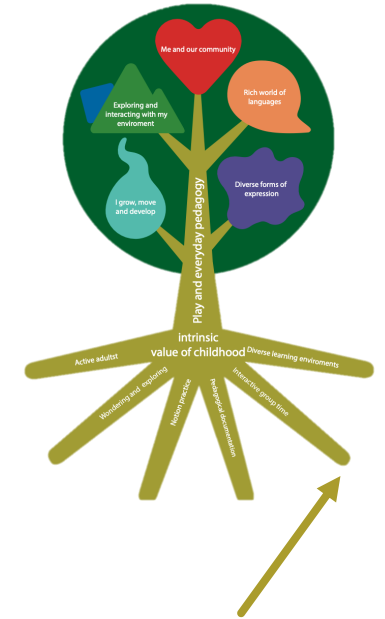 Me and our community
Exploring and
interacting with my
enviroment
Rich world of
languages
I grow, move
and develop
Diverse forms of
expression
Play and everyday pedagogy
intrinsic
value of childhood
Active adultst
Wondering and exploring
Notion practice
Pedagogical documentation
Interactive group time
Diverse learning enviroments